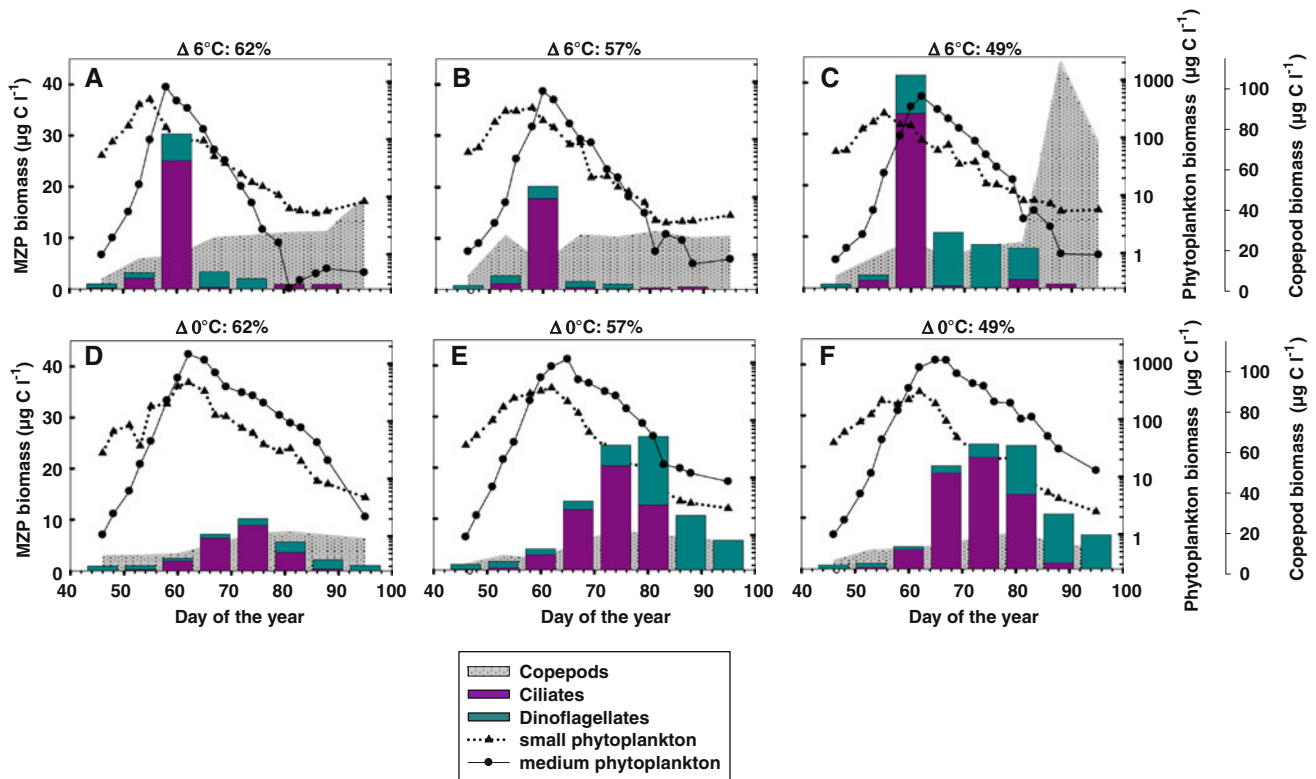 Δ 6°C: 62%
Δ 6°C: 57%
Δ 6°C: 49%
A
B
C
MZP biomass (µg C l⁻¹)
40
30
20
10
0
1000
100
10
1
Phytoplankton biomass (µg C l⁻¹)
100
80
60
40
20
0
Copepod biomass (µg C l⁻¹)
Δ 0°C: 62%
Δ 0°C: 57%
Δ 0°C: 49%
D
E
F
MZP biomass (µg C l⁻¹)
40
30
20
10
0
1000
100
10
1
Phytoplankton biomass (µg C l⁻¹)
100
80
60
40
20
0
Copepod biomass (µg C l⁻¹)
40 50 60 70 80 90 100
40 50 60 70 80 90 100
40 50 60 70 80 90 100
Day of the year
Day of the year
Day of the year
Copepods
Ciliates
Dinoflagellates
small phytoplankton
medium phytoplankton